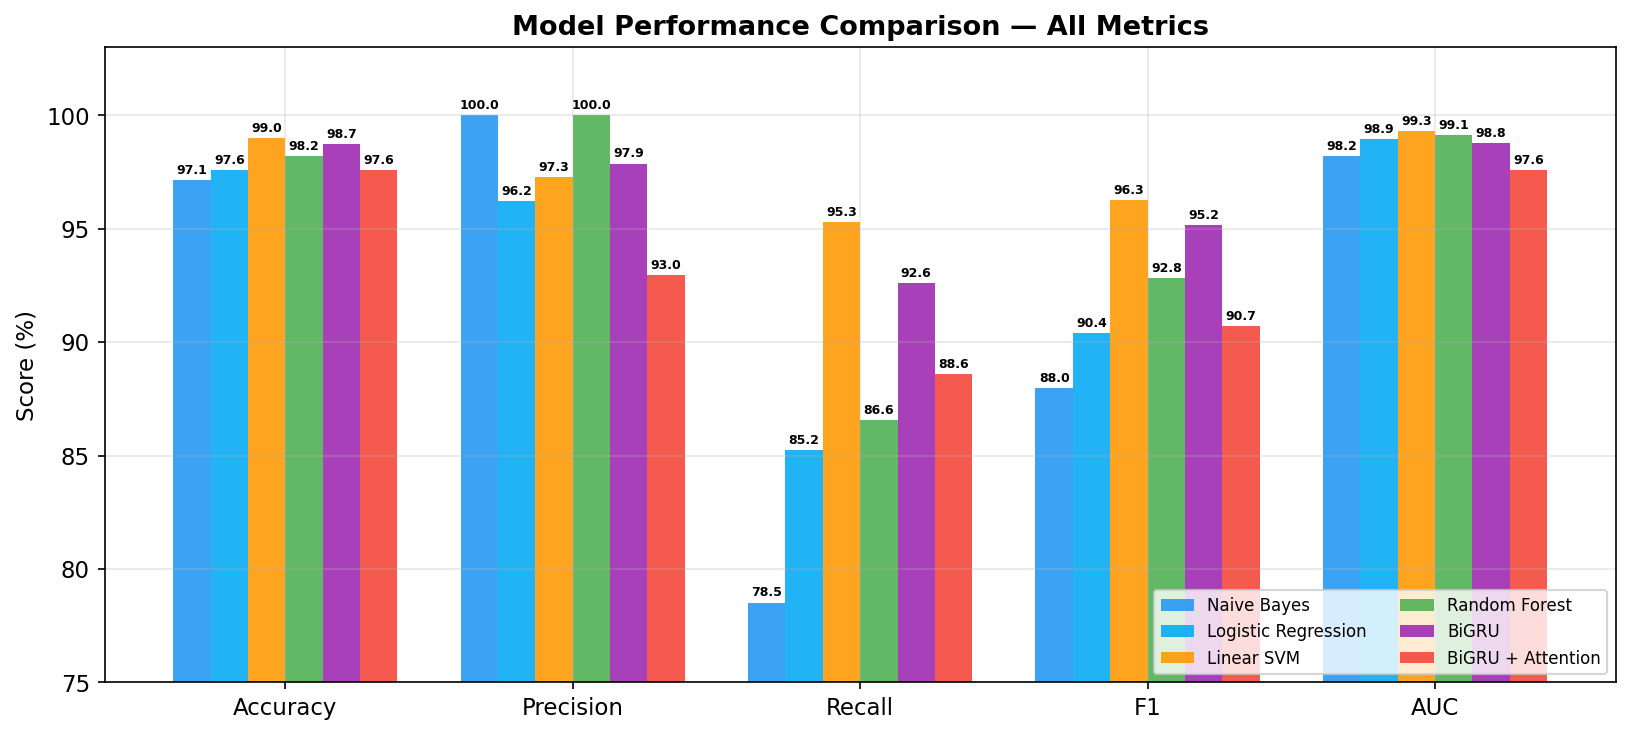 Model Performance Comparison — All Metrics
Score (%)
100
95
90
85
80
75
97.1
97.6
99.0
98.2
98.7
97.6
100.0
96.2
97.3
100.0
97.9
93.0
78.5
85.2
95.3
86.6
92.6
88.6
88.0
90.4
96.3
92.8
95.2
90.7
98.2
98.9
99.3
99.1
98.8
97.6
Accuracy
Precision
Recall
F1
AUC
Naive Bayes
Logistic Regression
Linear SVM
Random Forest
BiGRU
BiGRU + Attention